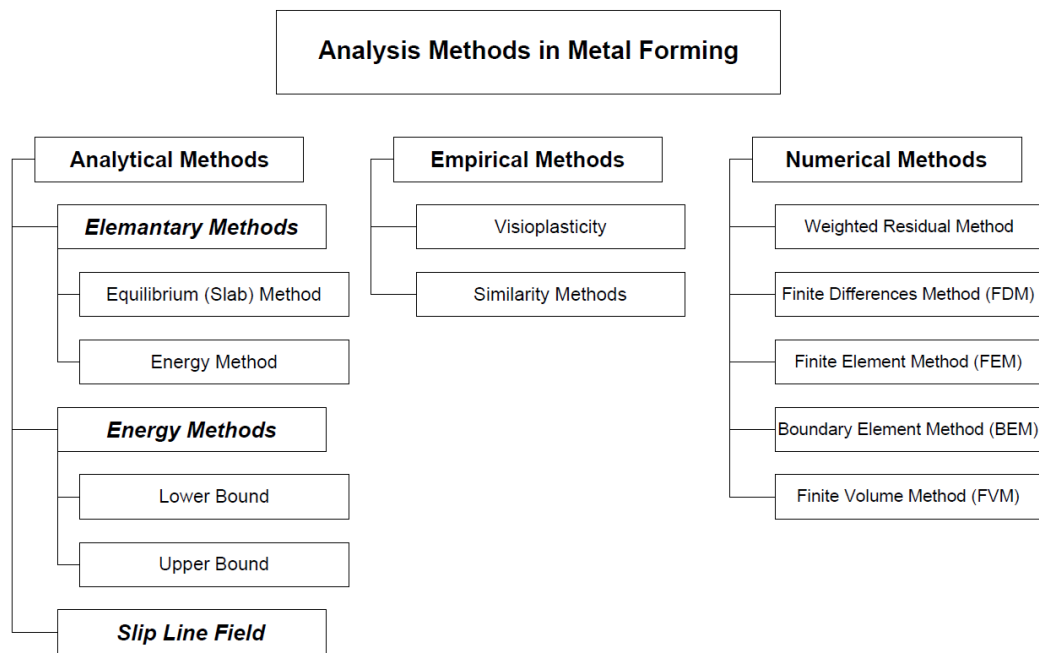 Analysis Methods in Metal Forming
Analytical Methods
Elemantary Methods
Equilibrium (Slab) Method
Energy Method
Energy Methods
Lower Bound
Upper Bound
Slip Line Field
Empirical Methods
Visioplasticity
Similarity Methods
Numerical Methods
Weighted Residual Method
Finite Differences Method (FDM)
Finite Element Method (FEM)
Boundary Element Method (BEM)
Finite Volume Method (FVM)